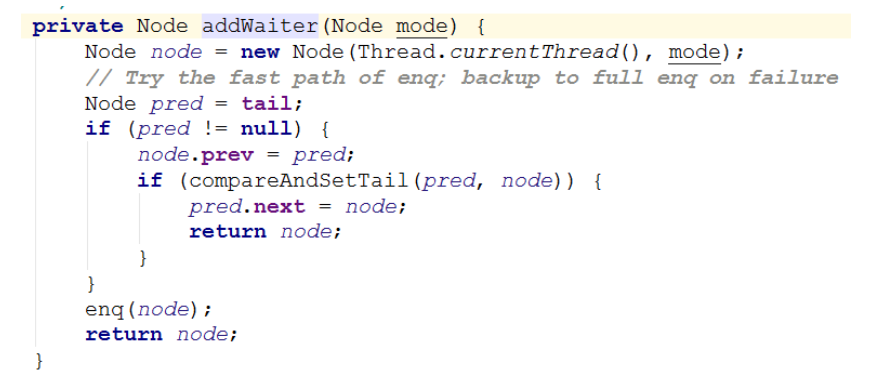 private Node addWaiter(Node mode) {
    Node node = new Node(Thread.currentThread(), mode);
    // Try the fast path of enq; backup to full enq on failure
    Node pred = tail;
    if (pred != null) {
        node.prev = pred;
        if (compareAndSetTail(pred, node)) {
            pred.next = node;
            return node;
        }
    }
    enq(node);
    return node;
}